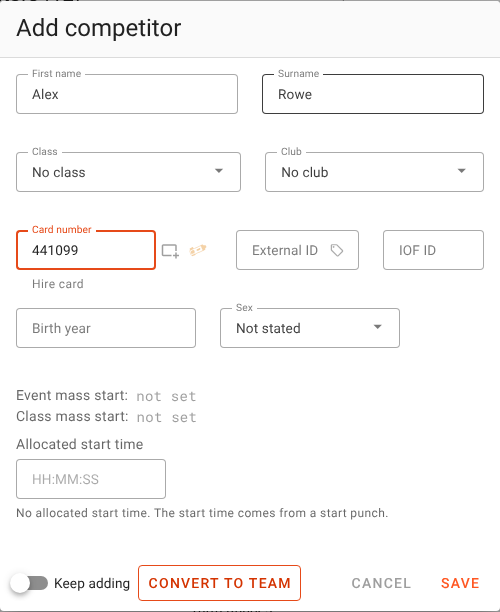 Add competitor
First name
Surname
Alex
Rowe
Class
Club
No class
No club
Card number
441099
External ID
IOF ID
Hire card
Sex
Birth year
Not stated
Event mass start: not set
Class mass start: not set
Allocated start time
HH:MM:SS
No allocated start time. The start time comes from a start punch.
Keep adding
CONVERT TO TEAM
CANCEL
SAVE